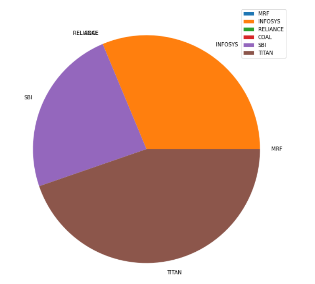 MRF
INFOSYS
RELIANCE
COAL
SBI
TITAN
INFOSYS
SBI
MRF
TITAN